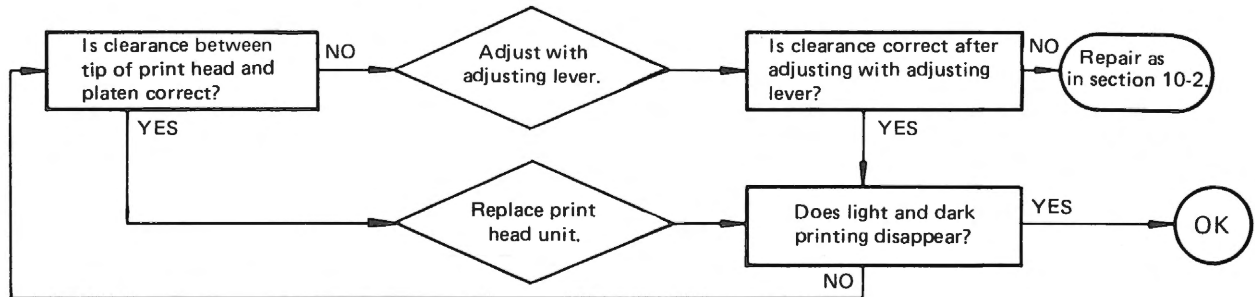 Is clearance between
tip of print head and
platen correct?
NO
Adjust with
adjusting lever.
Is clearance correct after
adjusting with adjusting
lever?
NO
Repair as
in section 10-2.
YES
YES
Replace print
head unit.
Does light and dark
printing disappear?
YES
OK
NO